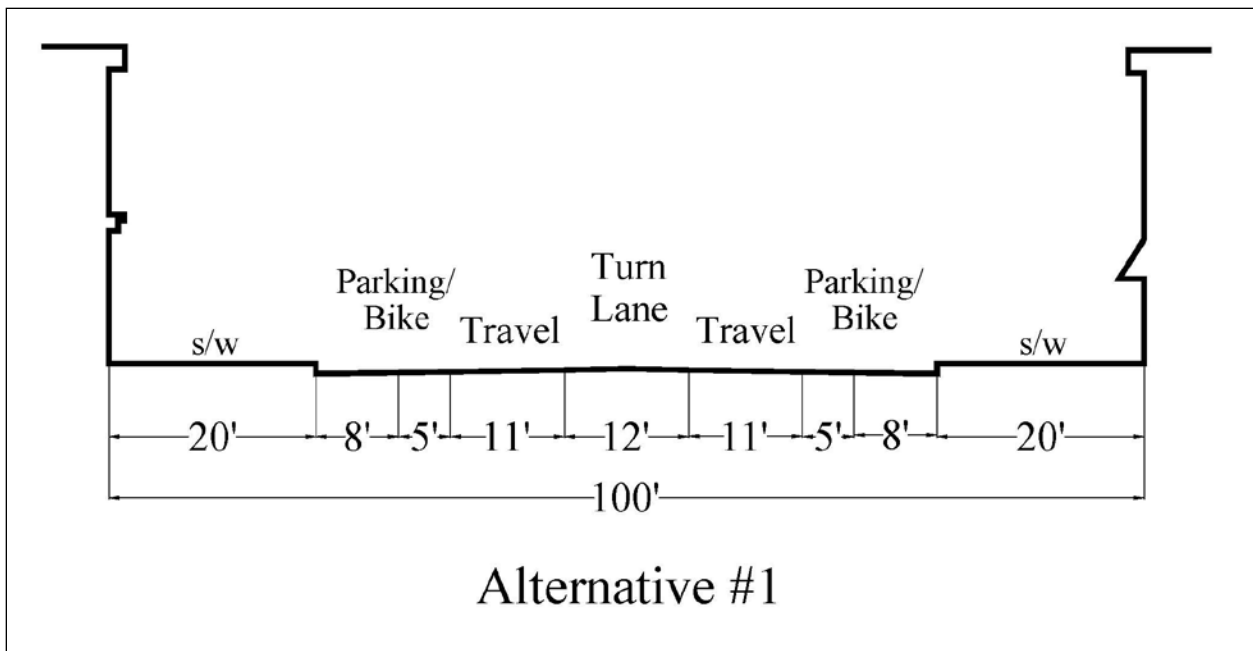 Parking/
Bike
Turn
Lane
Parking/
Bike
s/w
Travel
Travel
s/w
20'
8'
5'
11'
12'
11'
5'
8'
20'
100'
Alternative #1